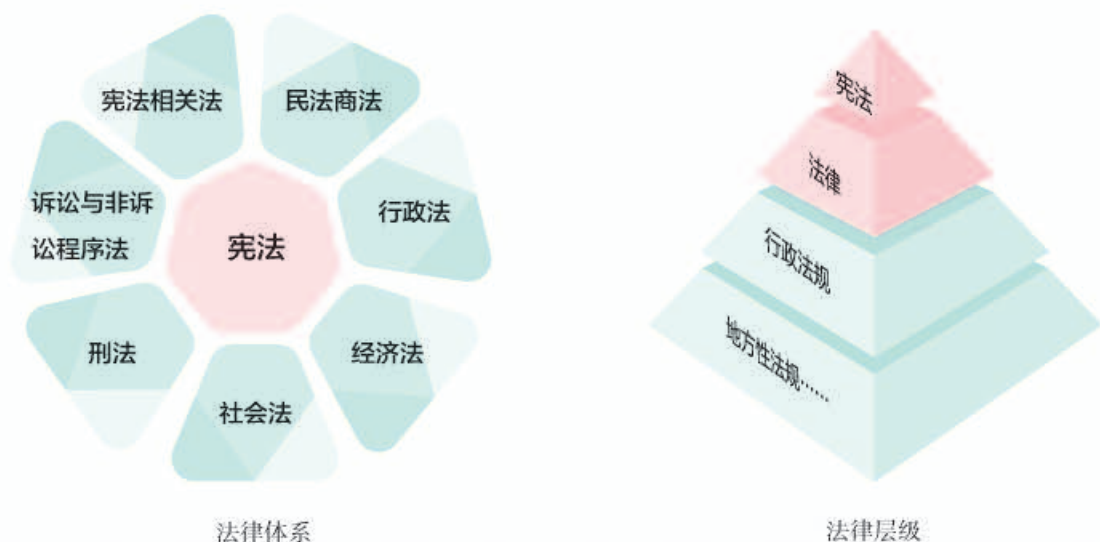 宪法相关法
民法商法
诉讼与非诉
讼程序法
宪法
行政法
刑法
经济法
社会法
法律体系
宪法
法律
行政法规
地方性法规……
法律层级